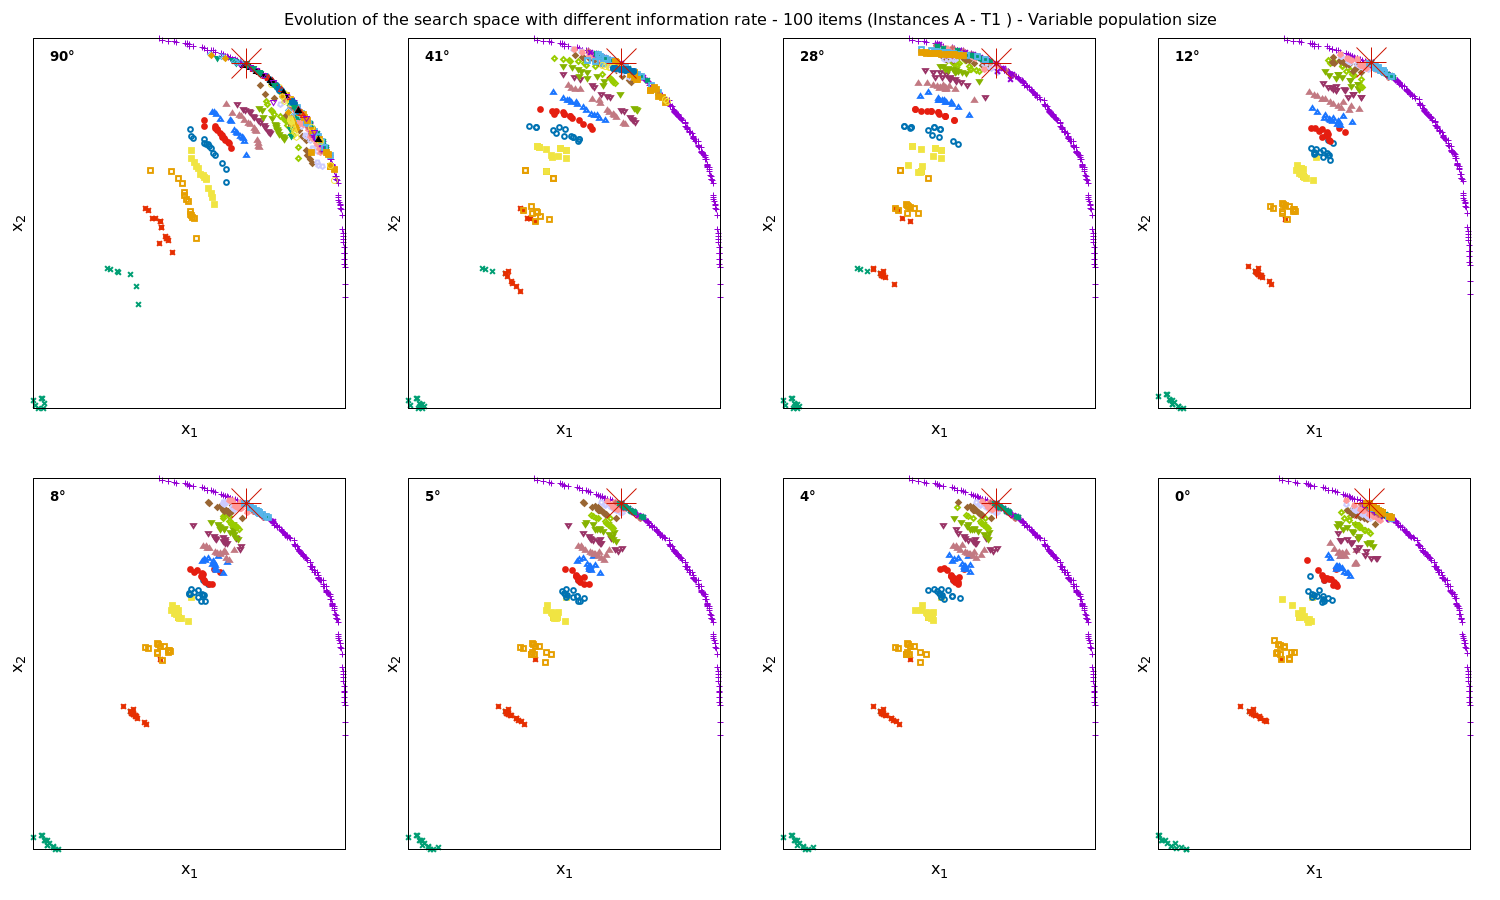 Evolution of the search space with different information rate - 100 items (Instances A - T1 ) - Variable population size
90°
41°
28°
12°
x₂
x₂
x₂
x₂
x₁
x₁
x₁
x₁
8°
5°
4°
0°
x₂
x₂
x₂
x₂
x₁
x₁
x₁
x₁